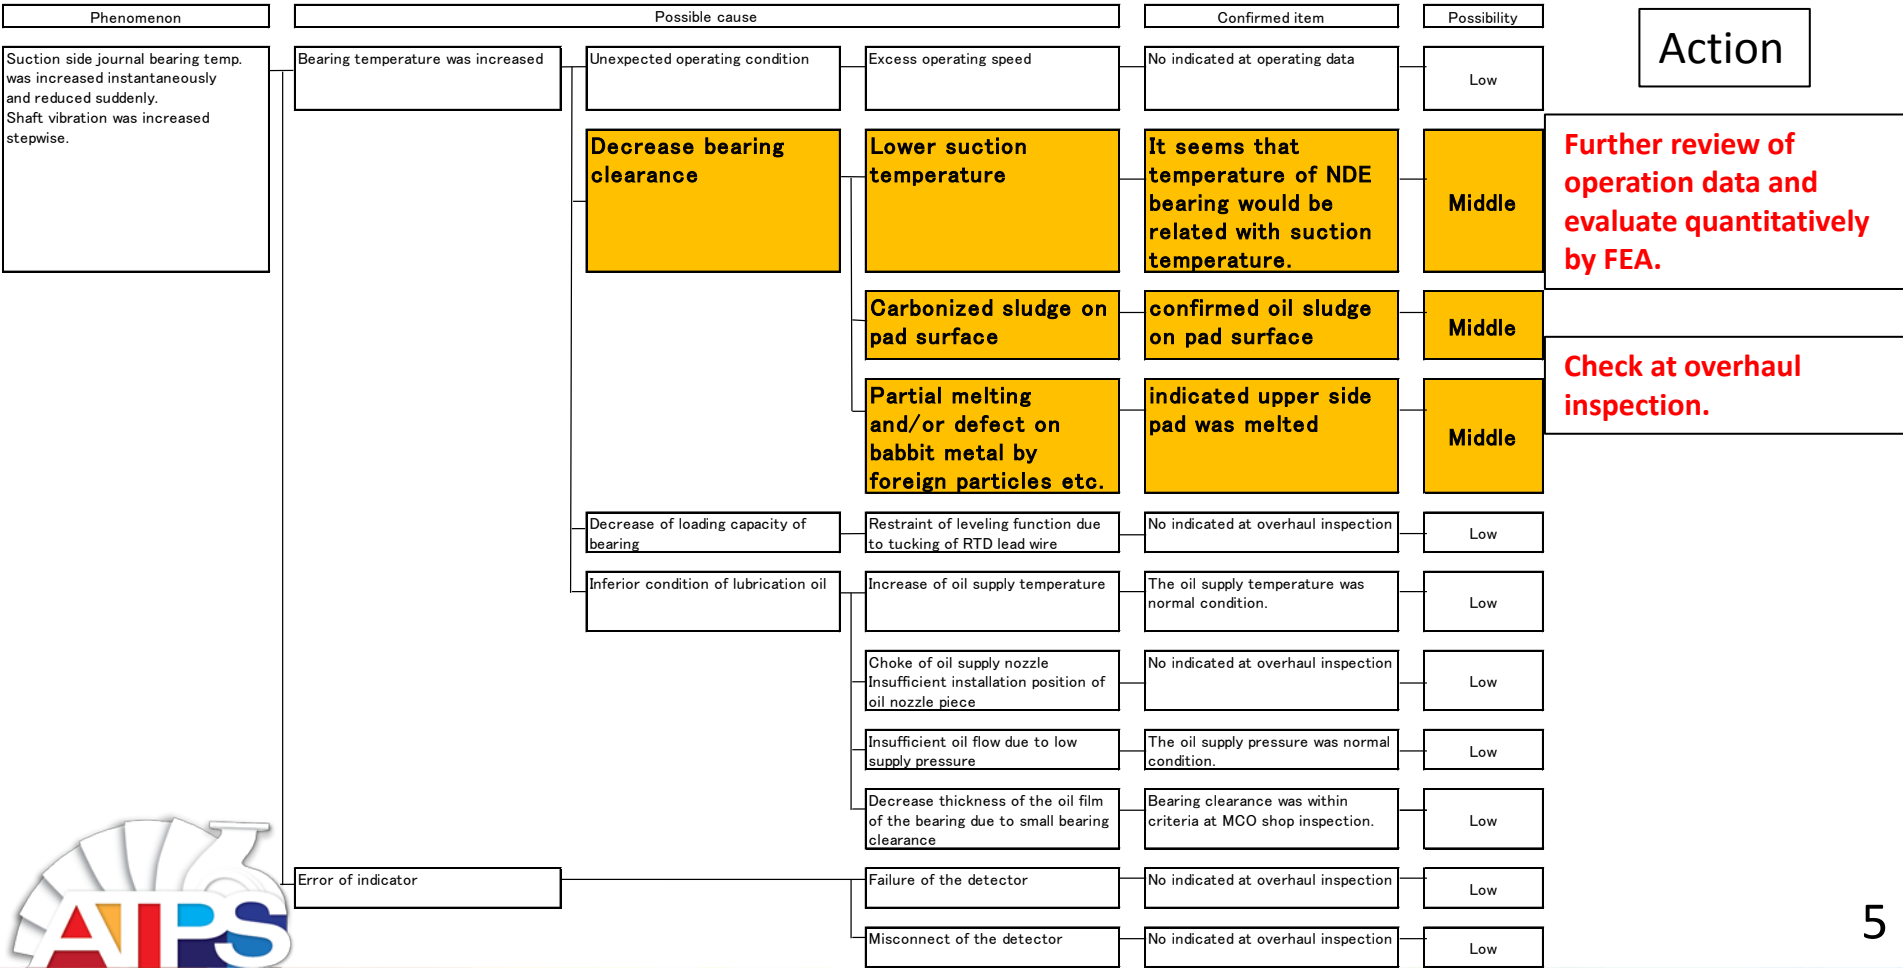 Phenomenon
Possible cause
Confirmed item
Possibility
Action
Suction side journal bearing temp.
was increased instantaneously
and reduced suddenly.
Shaft vibration was increased
stepwise.
Bearing temperature was increased
Unexpected operating condition
Excess operating speed
No indicated at operating data
Low
Decrease bearing
clearance
Lower suction
temperature
It seems that
temperature of NDE
bearing would be
related with suction
temperature.
Middle
Further review of
operation data and
evaluate quantitatively
by FEA.
Carbonized sludge on
pad surface
confirmed oil sludge
on pad surface
Middle
Check at overhaul
inspection.
Partial melting
and/or defect on
babbit metal by
foreign particles etc.
indicated upper side
pad was melted
Middle
Decrease of loading capacity of
bearing
Restraint of leveling function due
to tucking of RTD lead wire
No indicated at overhaul inspection
Low
Inferior condition of lubrication oil
Increase of oil supply temperature
The oil supply temperature was
normal condition.
Low
Choke of oil supply nozzle
Insufficient installation position of
oil nozzle piece
No indicated at overhaul inspection
Low
Insufficient oil flow due to low
supply pressure
The oil supply pressure was normal
condition.
Low
Decrease thickness of the oil film
of the bearing due to small bearing
clearance
Bearing clearance was within
criteria at MCO shop inspection.
Low
Error of indicator
Failure of the detector
No indicated at overhaul inspection
Low
Misconnect of the detector
No indicated at overhaul inspection
Low
ATPS
5